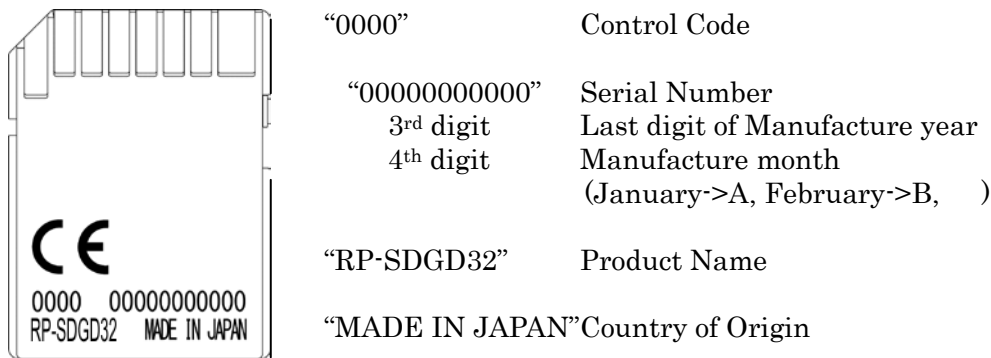 “0000” Control Code
“00000000000” Serial Number
3rd digit Last digit of Manufacture year
4th digit Manufacture month
(January->A, February->B, )
“RP-SDGD32” Product Name
“MADE IN JAPAN”Country of Origin
CE
0000 00000000000
RP-SDGD32 MADE IN JAPAN